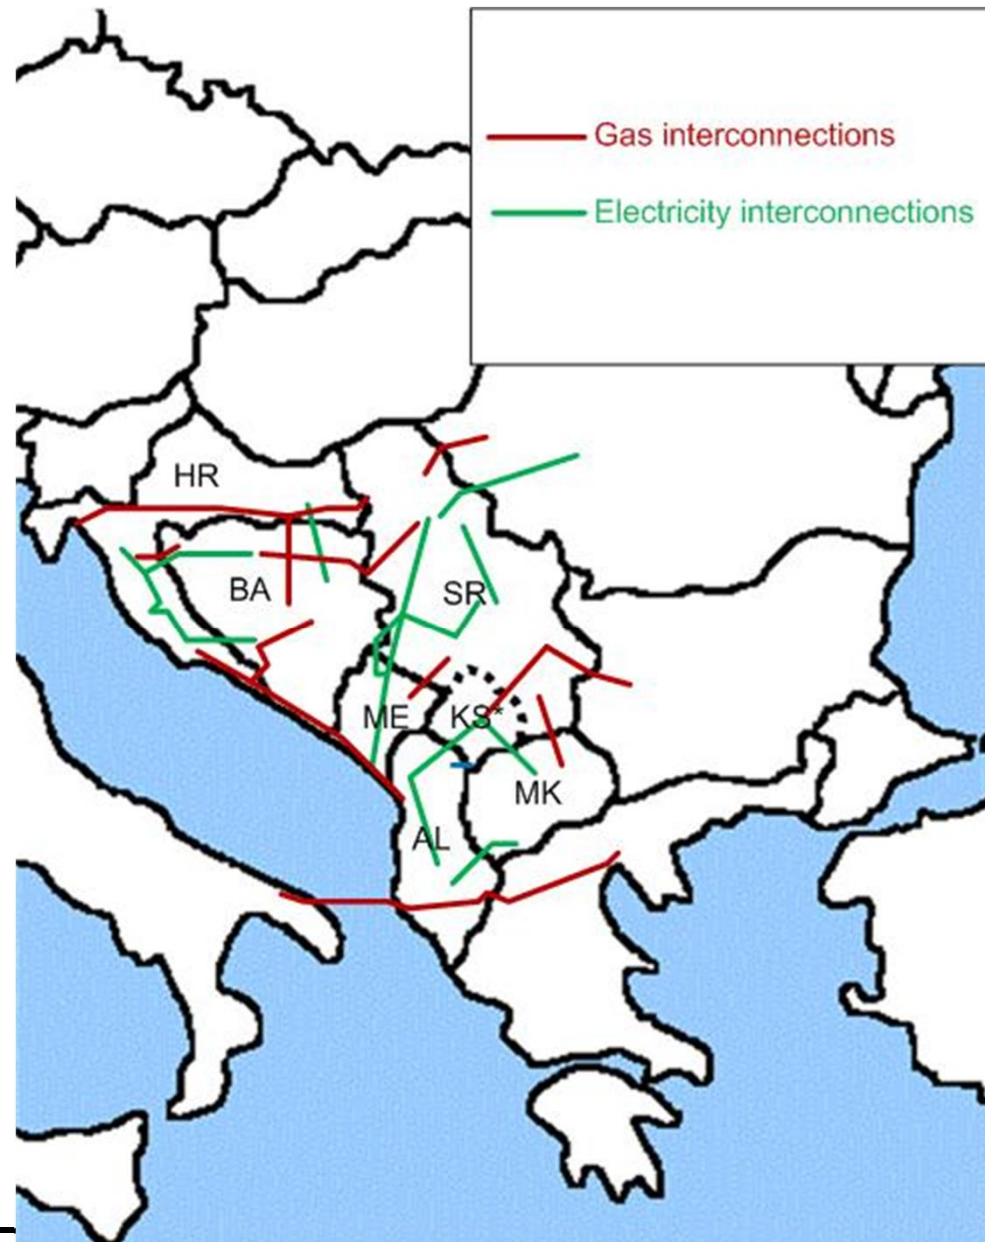 Gas interconnections
Electricity interconnections
HR
BA
SR
ME
KS*
MK
AL